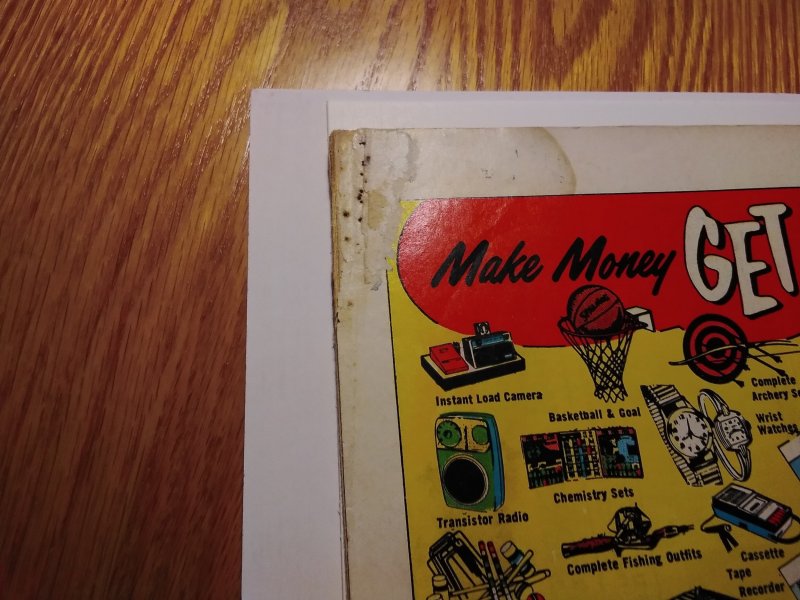 Make Money GET
Instant Load Camera
Basketball & Goal
Complete
Archery
Wrist
Watches
Transistor Radio
Chemistry Sets
Complete Fishing Outfits
Cassette
Tape
Recorder